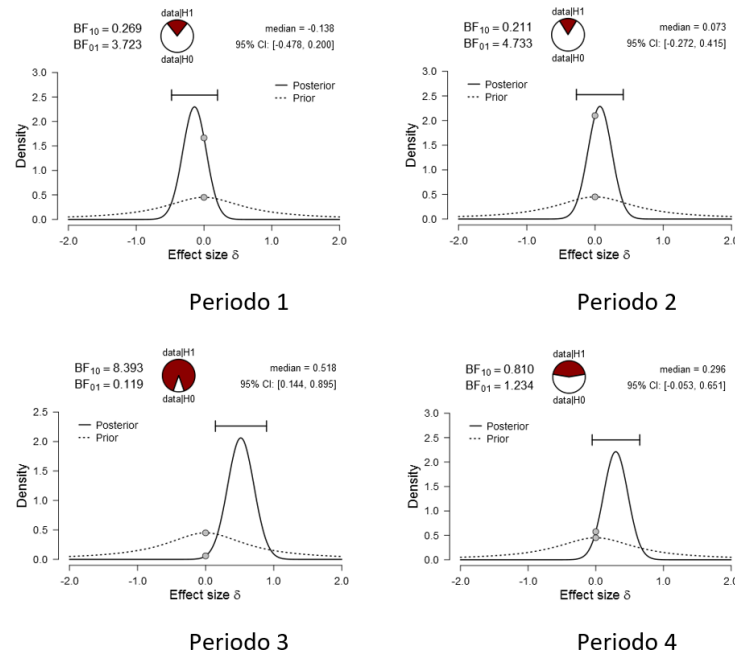 data|H1
BF10 = 0.269
BF01 = 3.723
data|H0
median = -0.138
95% CI: [-0.478, 0.200]
3.0
2.5
2.0
1.5
1.0
0.5
0.0
Density
Posterior
Prior
-2.0 -1.0 0.0 1.0 2.0
Effect size δ
Periodo 1
data|H1
BF10 = 0.211
BF01 = 4.733
data|H0
median = 0.073
95% CI: [-0.272, 0.415]
3.0
2.5
2.0
1.5
1.0
0.5
0.0
Density
Posterior
Prior
-2.0 -1.0 0.0 1.0 2.0
Effect size δ
Periodo 2
data|H1
BF10 = 8.393
BF01 = 0.119
data|H0
median = 0.518
95% CI: [0.144, 0.895]
2.5
2.0
1.5
1.0
0.5
0.0
Density
Posterior
Prior
-2.0 -1.0 0.0 1.0 2.0
Effect size δ
Periodo 3
data|H1
BF10 = 0.810
BF01 = 1.234
data|H0
median = 0.296
95% CI: [-0.053, 0.651]
3.0
2.5
2.0
1.5
1.0
0.5
0.0
Density
Posterior
Prior
-2.0 -1.0 0.0 1.0 2.0
Effect size δ
Periodo 4